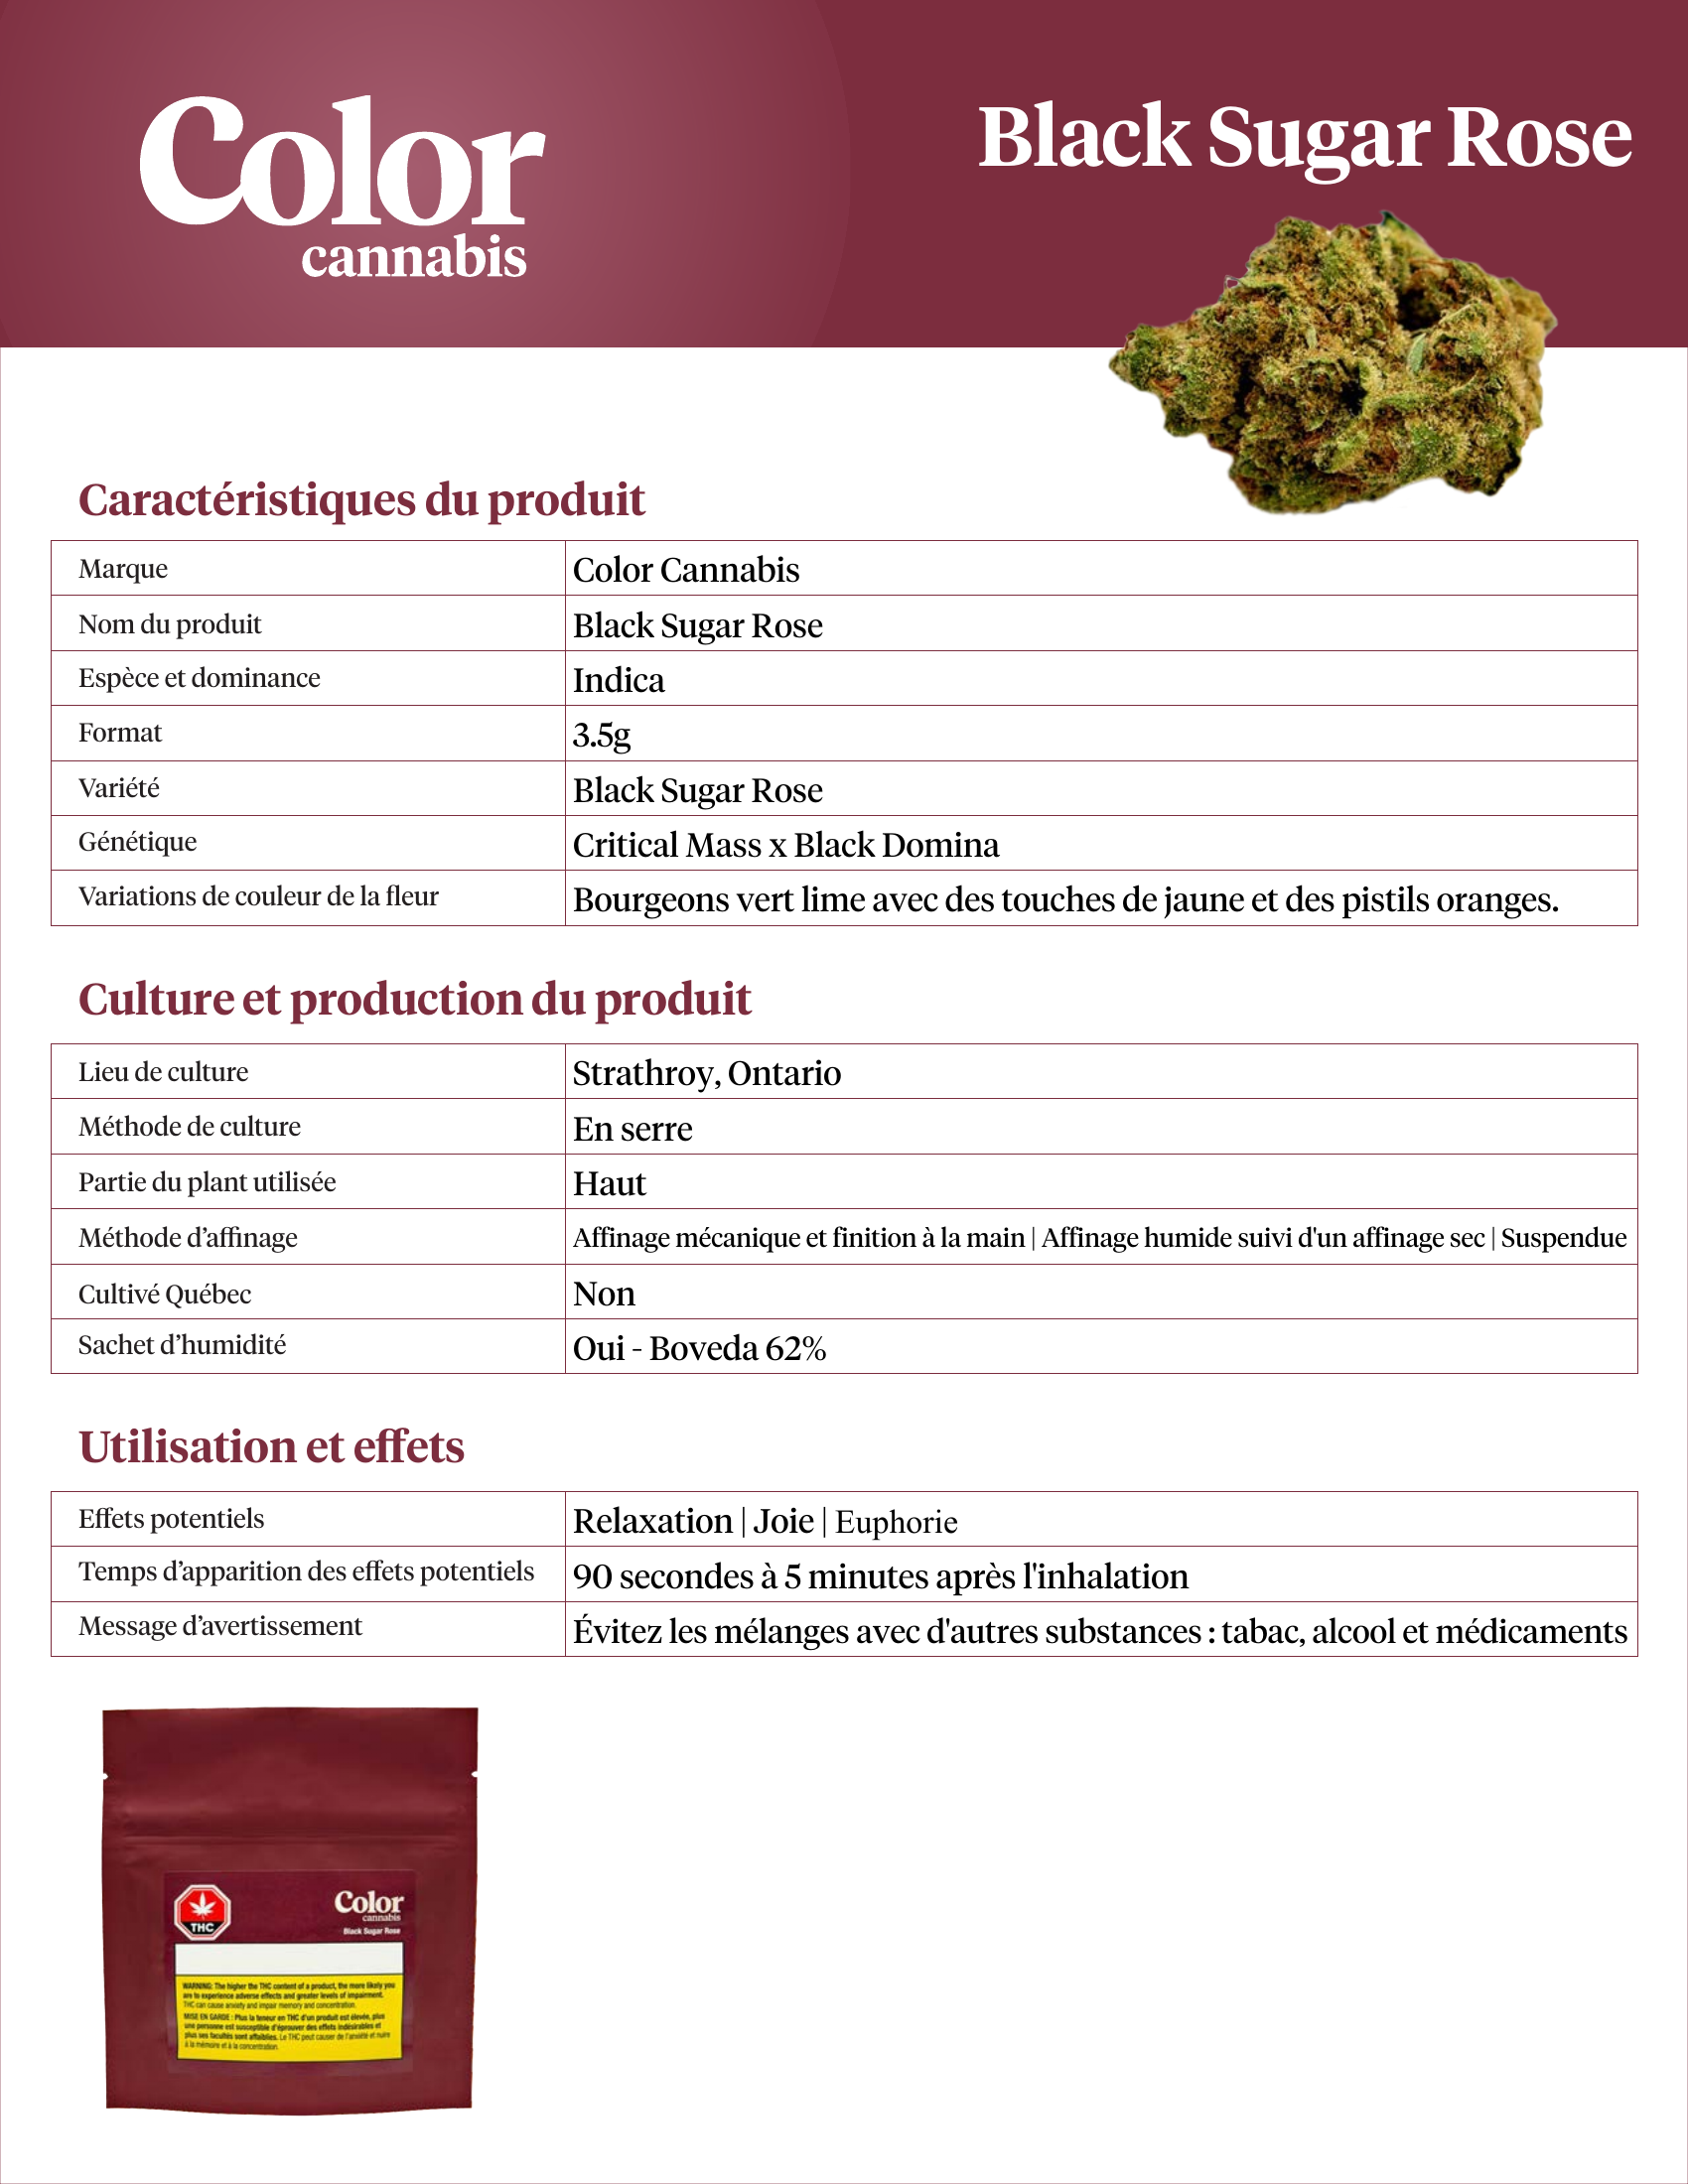 Color
cannabis
Black Sugar Rose
Caractéristiques du produit
Marque Color Cannabis
Nom du produit Black Sugar Rose
Espèce et dominance Indica
Format 3.5g
Variété Black Sugar Rose
Génétique Critical Mass x Black Domina
Variations de couleur de la fleur Bourgeons vert lime avec des touches de jaune et des pistils oranges.
Culture et production du produit
Lieu de culture Strathroy, Ontario
Méthode de culture En serre
Partie du plant utilisée Haut
Méthode d’affinage Affinage mécanique et finition à la main | Affinage humide suivi d'un affinage sec | Suspendue
Cultivé Québec Non
Sachet d’humidité Oui - Boveda 62%
Utilisation et effets
Effets potentiels Relaxation | Joie | Euphorie
Temps d’apparition des effets potentiels 90 secondes à 5 minutes après l'inhalation
Message d’avertissement Évitez les mélanges avec d'autres substances : tabac, alcool et médicaments
THC
Color
cannabis
Black Sugar Rose
WARNING: The higher the THC content of a product, the more likely you
are to experience adverse effects and greater levels of impairment.
THC can cause anxiety and impair memory and concentration.
MISE EN GARDE : Plus la teneur en THC d'un produit est élevée, plus
une personne est susceptible d'éprouver des effets indésirables et
plus ses facultés sont affaiblies. Le THC peut causer de l'anxiété et nuire
à la mémoire et à la concentration.